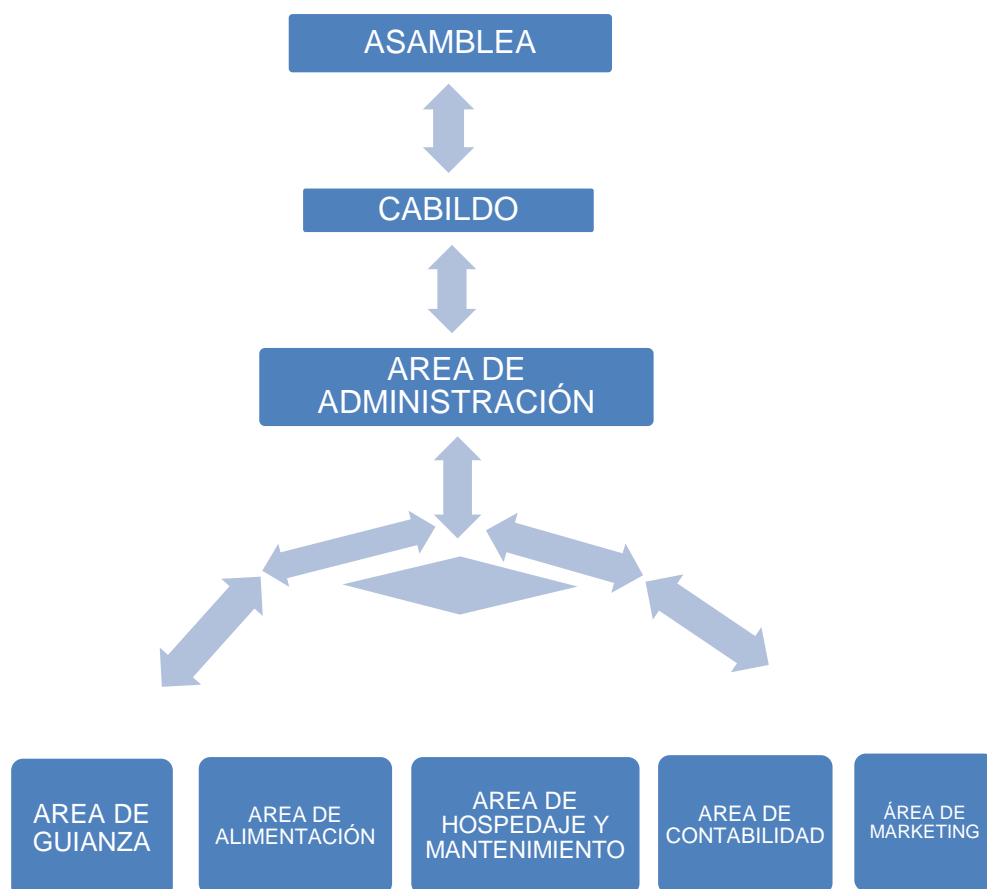 ASAMBLEA
CABILDO
AREA DE
ADMINISTRACIÓN
AREA DE
GUIANZA
AREA DE
ALIMENTACIÓN
AREA DE
HOSPEDAJE Y
MANTENIMIENTO
AREA DE
CONTABILIDAD
ÁREA DE
MARKETING